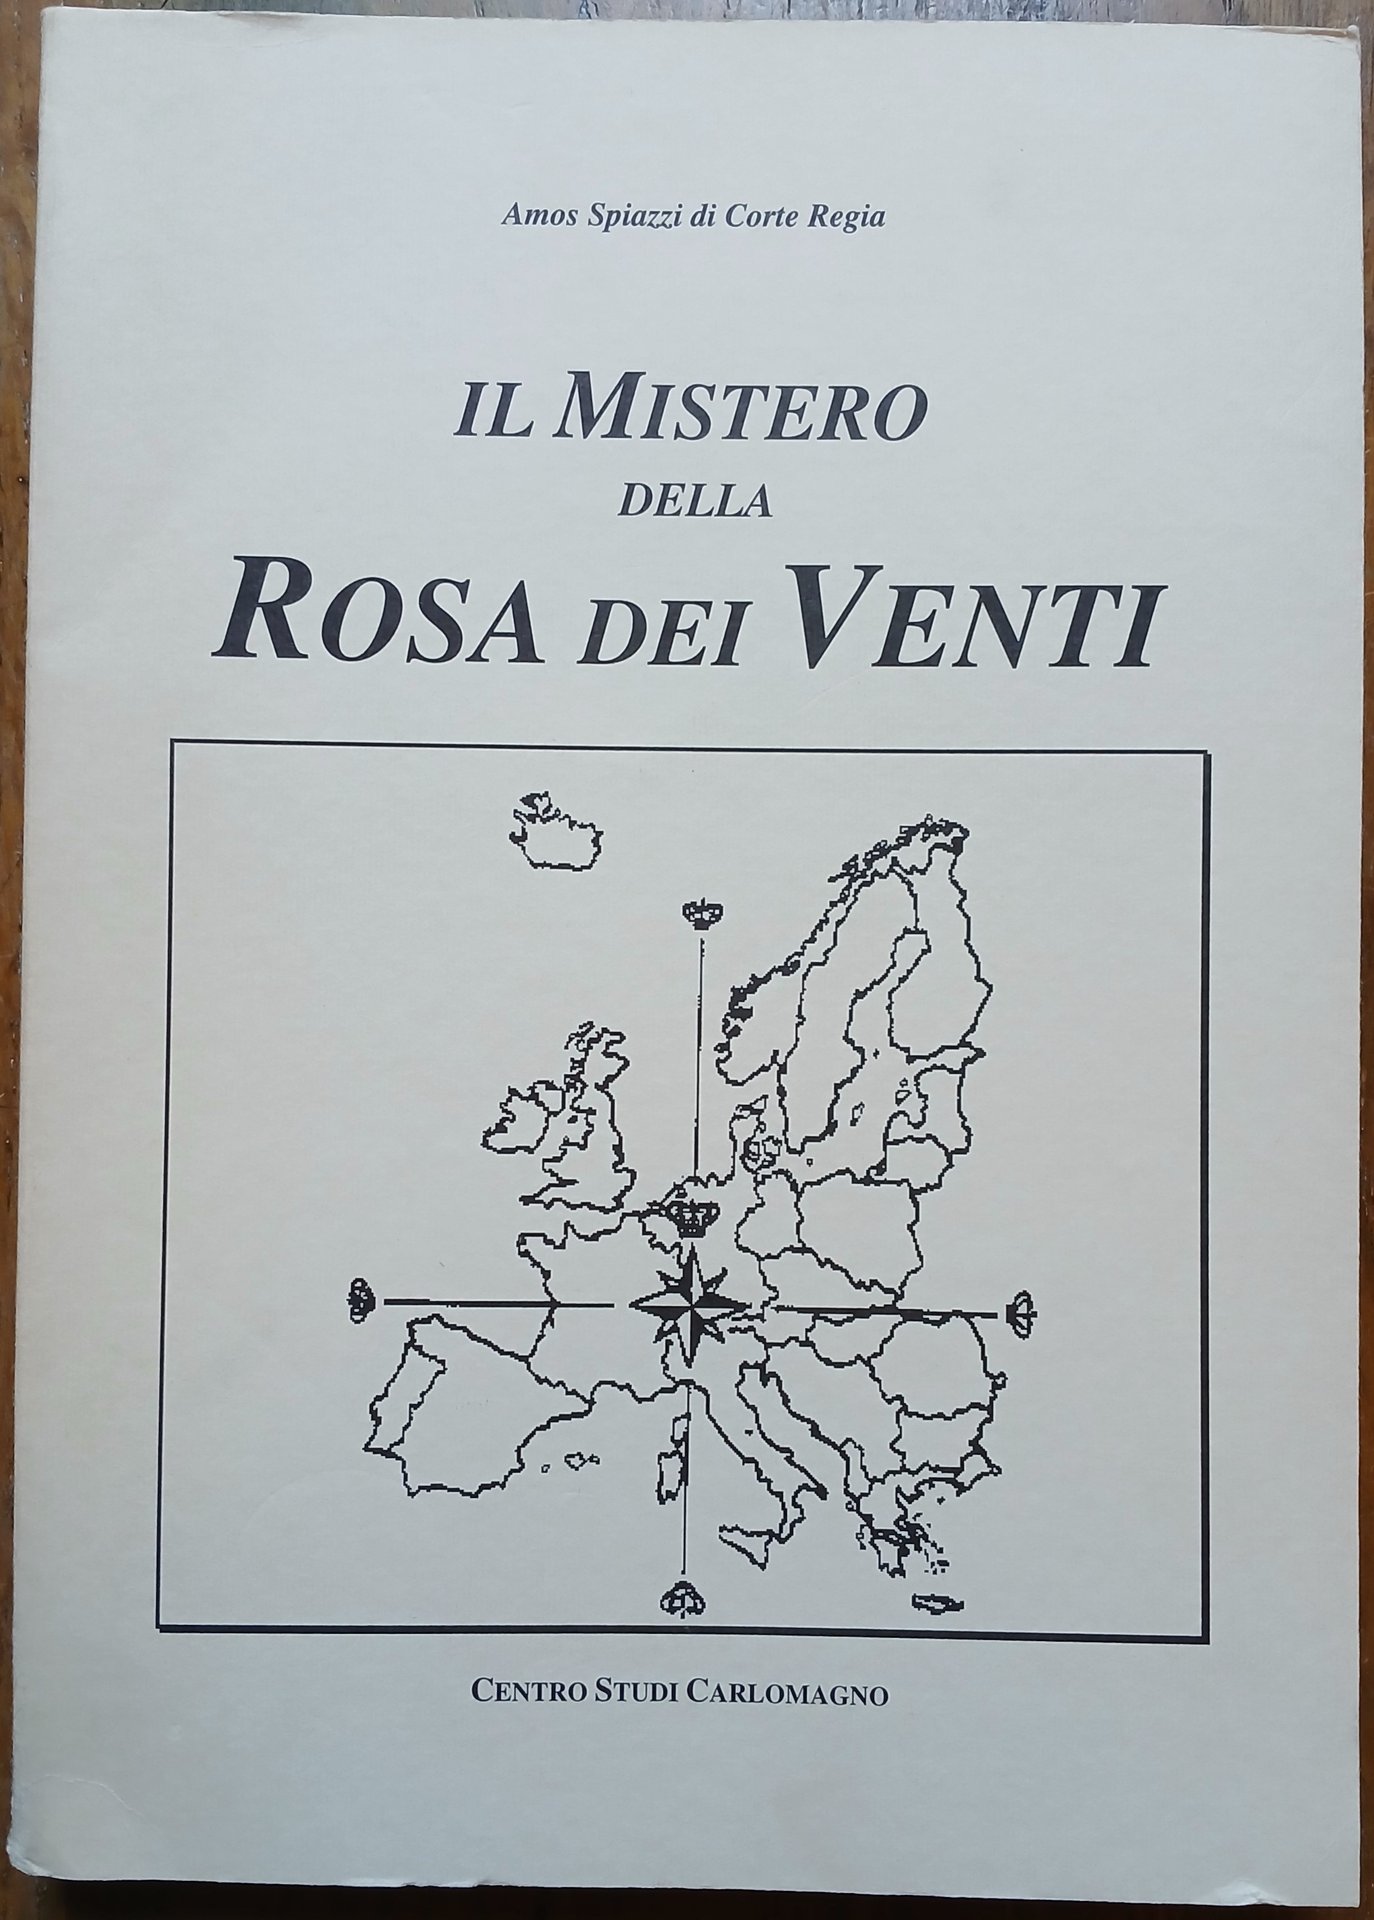 Amos Spiazzi di Corte Regia
IL MISTERO
DELLA
ROSA DEI VENTI
CENTRO STUDI CARLOMAGNO